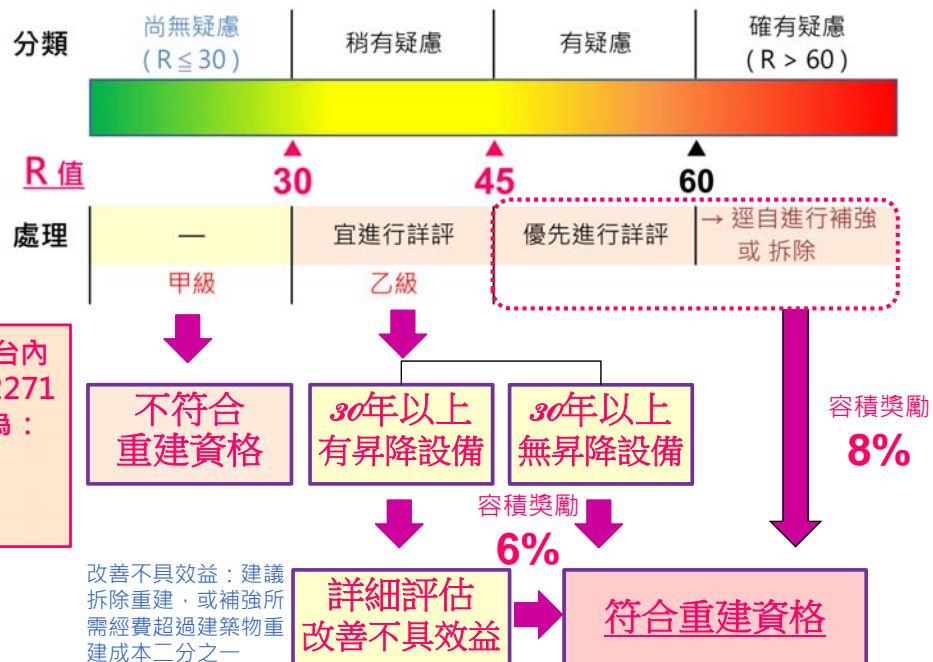 分類
尚無疑慮
(R≦30)
稍有疑慮
有疑慮
確有疑慮
(R > 60)
R 值
30
45
60
處理
—
宜進行詳評
優先進行詳評
→ 逕自進行補強
或 拆除
甲級
乙級
台內
2271
為：
不符合
重建資格
30年以上
有昇降設備
30年以上
無昇降設備
容積獎勵
8%
容積獎勵
6%
改善不具效益：建議
拆除重建，或補強所
需經費超過建築物重
建成本二分之一
詳細評估
改善不具效益
符合重建資格